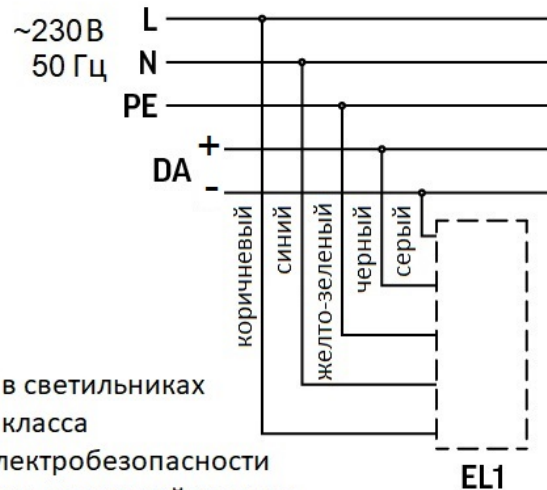 ~230В
50 Гц
L
N
PE
DA
+
-
коричневый
синий
желто-зеленый
черный
серый
в светильниках
класса
лектробезопасности
EL1